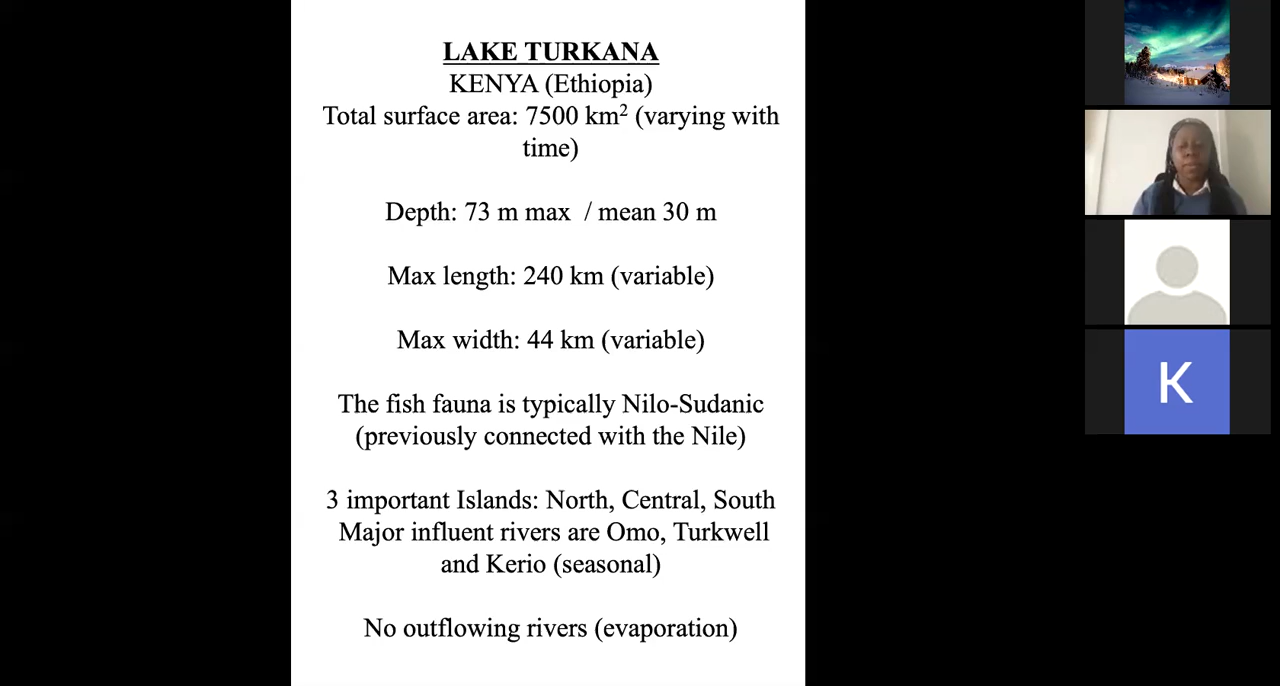 LAKE TURKANA
KENYA (Ethiopia)
Total surface area: 7500 km² (varying with
time)
Depth: 73 m max / mean 30 m
Max length: 240 km (variable)
Max width: 44 km (variable)
The fish fauna is typically Nilo-Sudanic
(previously connected with the Nile)
3 important Islands: North, Central, South
Major influent rivers are Omo, Turkwell
and Kerio (seasonal)
No outflowing rivers (evaporation)
K